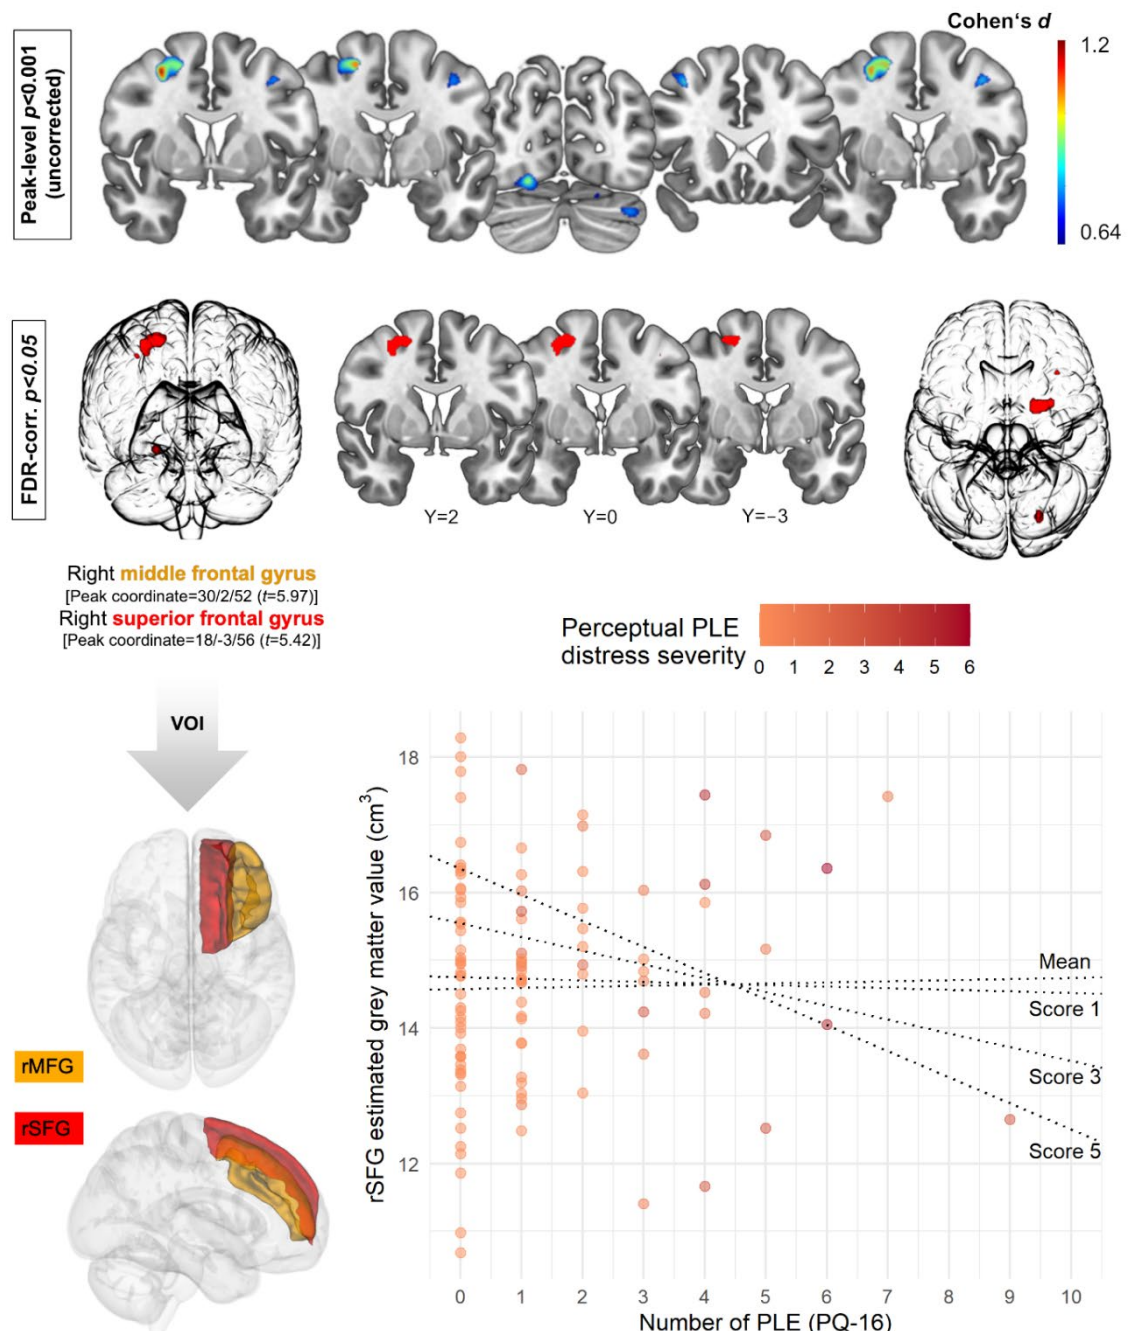 Cohen‘s d
Peak-level p<0.001
(uncorrected)
1.2
0.64
FDR-corr. p<0.05
Y=2
Y=0
Y=−3
Right middle frontal gyrus
[Peak coordinate=30/2/52 (t=5.97)]
Right superior frontal gyrus
[Peak coordinate=18/-3/56 (t=5.42)]
Perceptual PLE
distress severity
0 1 2 3 4 5 6
VOI
rMFG
rSFG
rSFG estimated grey matter value (cm³)
18
16
14
12
Mean
Score 1
Score 3
Score 5
0 1 2 3 4 5 6 7 8 9 10
Number of PLE (PQ-16)